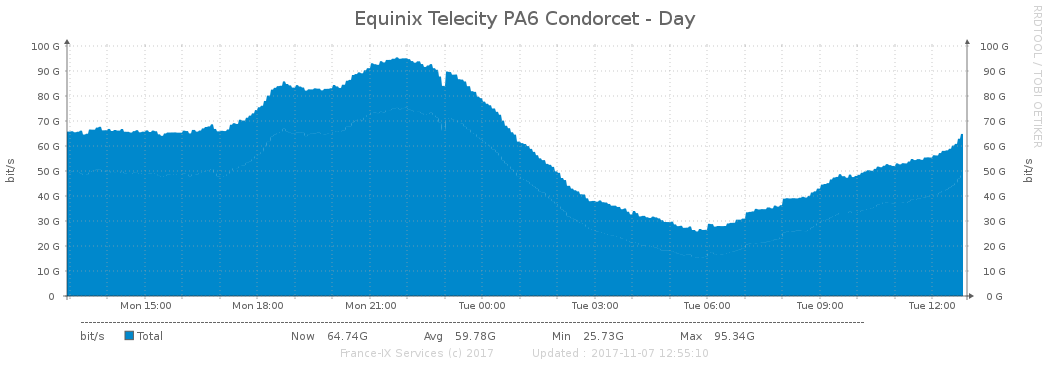 Equinix Telecity PA6 Condorcet - Day
RRDTOOL / TOBI OETIKER
bit/s
100 G
90 G
80 G
70 G
60 G
50 G
40 G
30 G
20 G
10 G
0
100 G
90 G
80 G
70 G
60 G
50 G
40 G
30 G
20 G
10 G
0 G
bit/s
Mon 15:00 Mon 18:00 Mon 21:00 Tue 00:00 Tue 03:00 Tue 06:00 Tue 09:00 Tue 12:00
bit/s Total Now 64.74G Avg 59.78G Min 25.73G Max 95.34G
France-IX Services (c) 2017 Updated : 2017-11-07 12:55:10